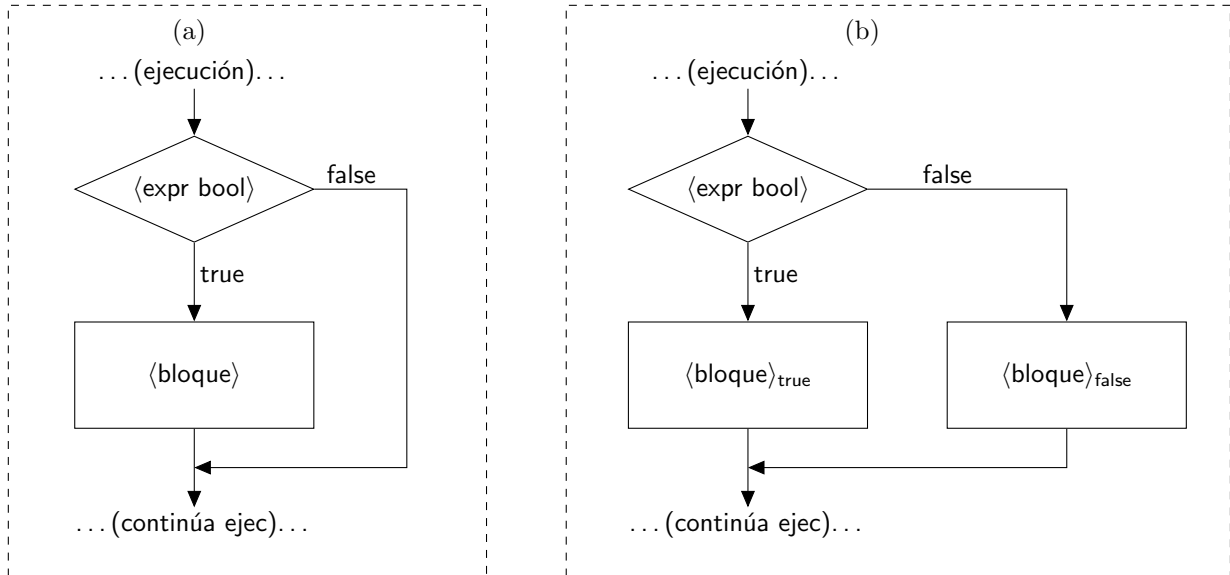 (a)
...(ejecución)...
⟨expr bool⟩
false
true
⟨bloque⟩
...(continúa ejec)...
(b)
...(ejecución)...
⟨expr bool⟩
false
true
⟨bloque⟩true
⟨bloque⟩false
...(continúa ejec)...